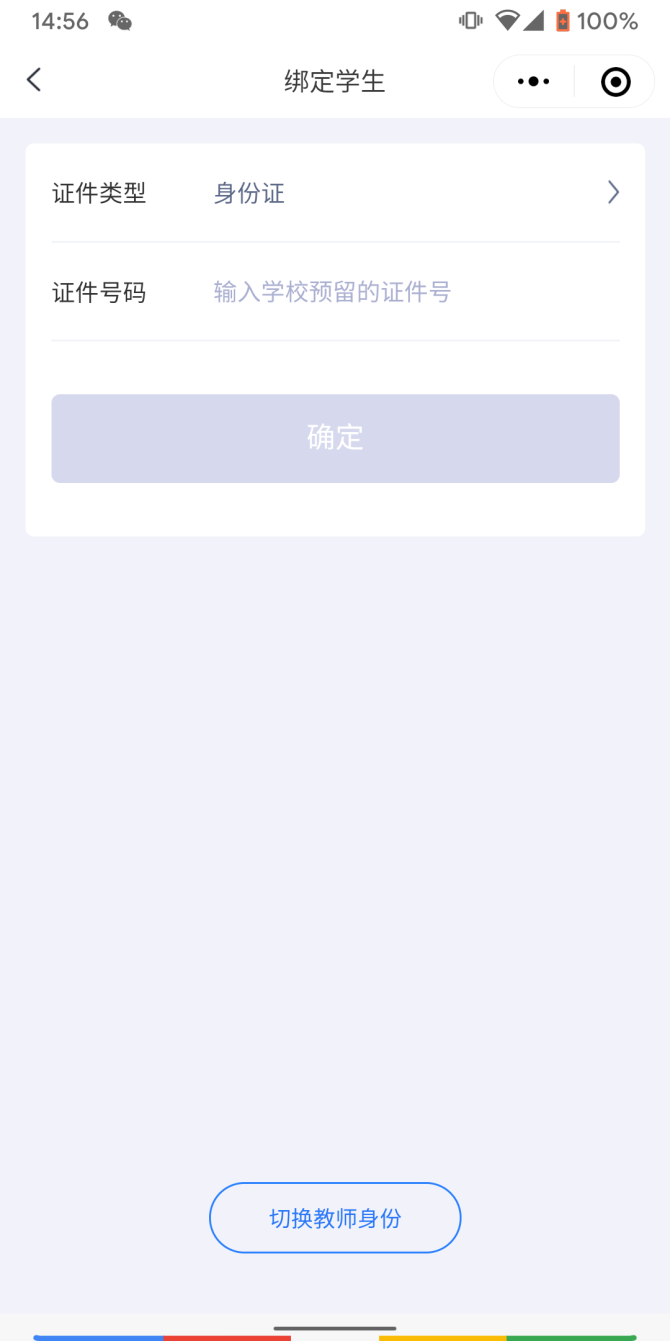 14:56 100%
绑定学生
证件类型 身份证
证件号码 输入学校预留的证件号
确定
切换教师身份